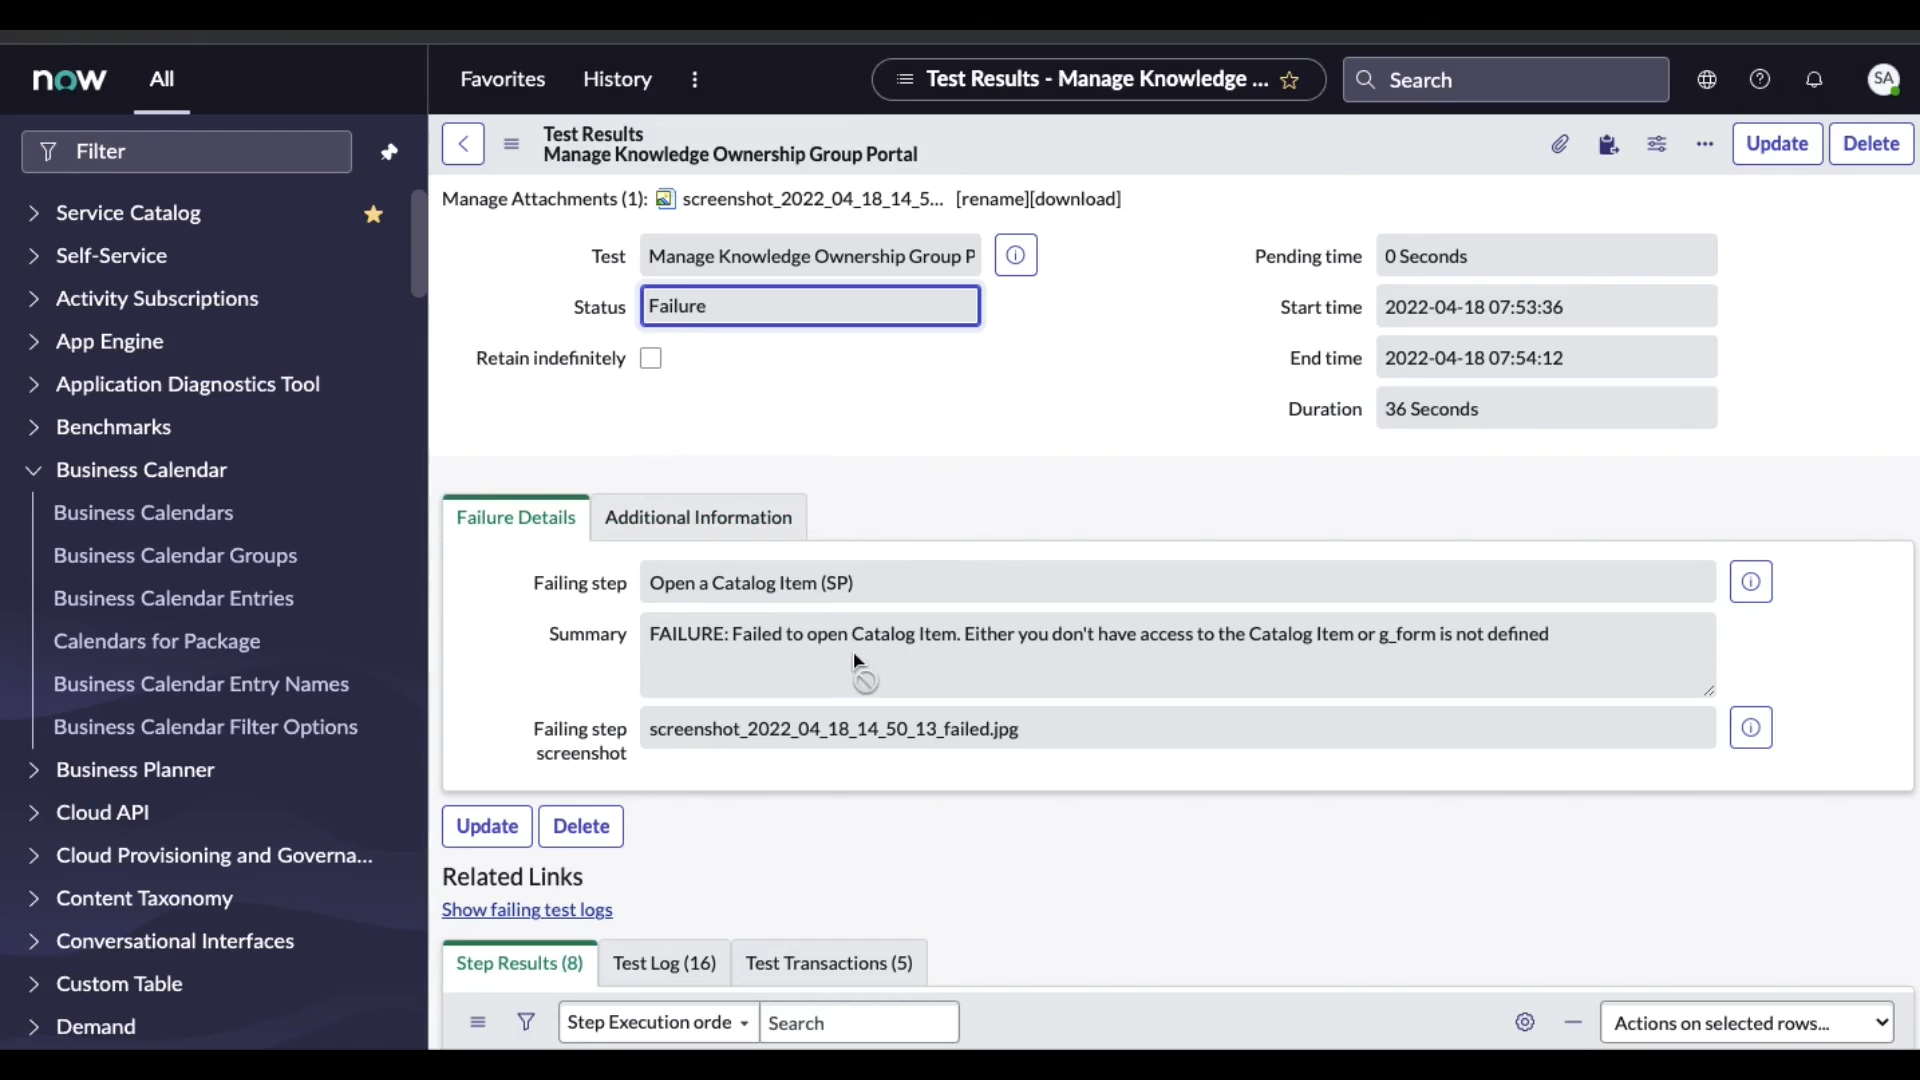 now
All
Favorites
History
Test Results - Manage Knowledge ...
Search
SA
Filter
Service Catalog
Self-Service
Activity Subscriptions
App Engine
Application Diagnostics Tool
Benchmarks
Business Calendar
Business Calendars
Business Calendar Groups
Business Calendar Entries
Calendars for Package
Business Calendar Entry Names
Business Calendar Filter Options
Business Planner
Cloud API
Cloud Provisioning and Governa...
Content Taxonomy
Conversational Interfaces
Custom Table
Demand
Test Results
Manage Knowledge Ownership Group Portal
Update
Delete
Manage Attachments (1): screenshot_2022_04_18_14_5... [rename][download]
Test Manage Knowledge Ownership Group P
Status Failure
Retain indefinitely
Pending time 0 Seconds
Start time 2022-04-18 07:53:36
End time 2022-04-18 07:54:12
Duration 36 Seconds
Failure Details
Additional Information
Failing step Open a Catalog Item (SP)
Summary FAILURE: Failed to open Catalog Item. Either you don't have access to the Catalog Item or g_form is not defined
Failing step screenshot_2022_04_18_14_50_13_failed.jpg
screenshot
Update
Delete
Related Links
Show failing test logs
Step Results (8)
Test Log (16)
Test Transactions (5)
Step Execution orde
Search
Actions on selected rows...